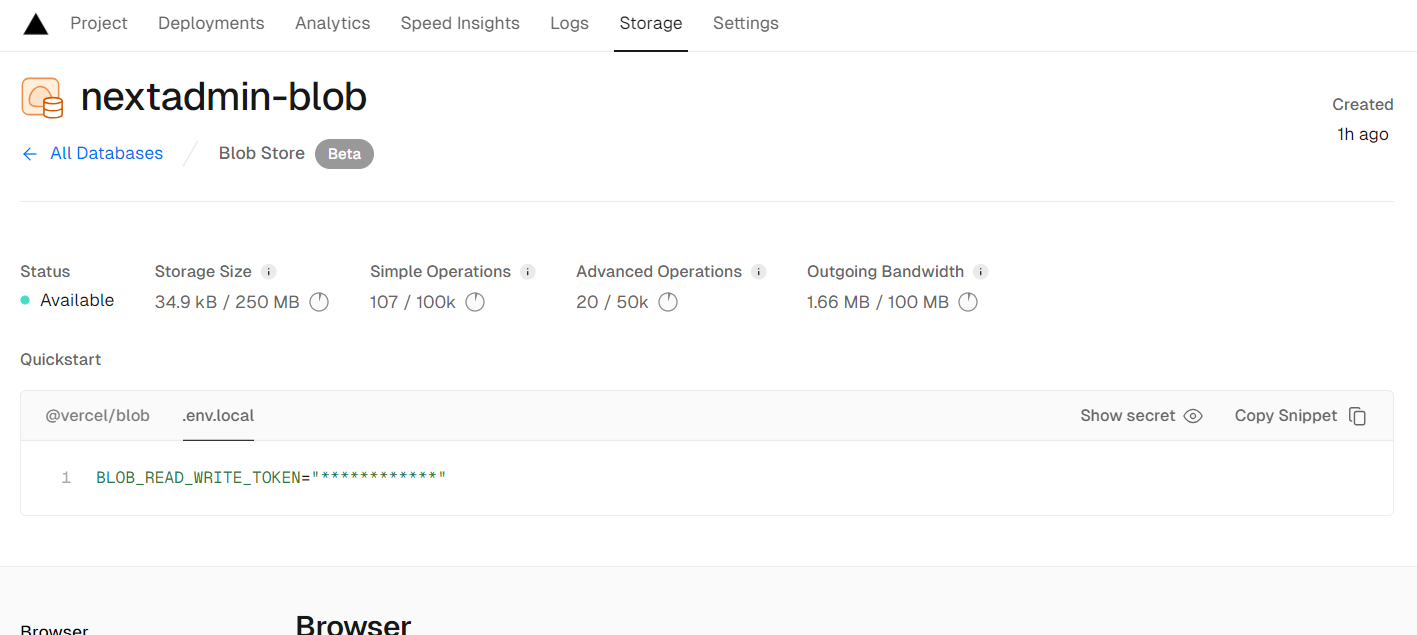 Project Deployments Analytics Speed Insights Logs Storage Settings
nextadmin-blob
Created
1h ago
← All Databases / Blob Store Beta
Status Storage Size i Simple Operations i Advanced Operations i Outgoing Bandwidth i
Available 34.9 kB / 250 MB 107 / 100k 20 / 50k 1.66 MB / 100 MB
Quickstart
@vercel/blob .env.local Show secret Copy Snippet
1 BLOB_READ_WRITE_TOKEN="************"
Browser Browser